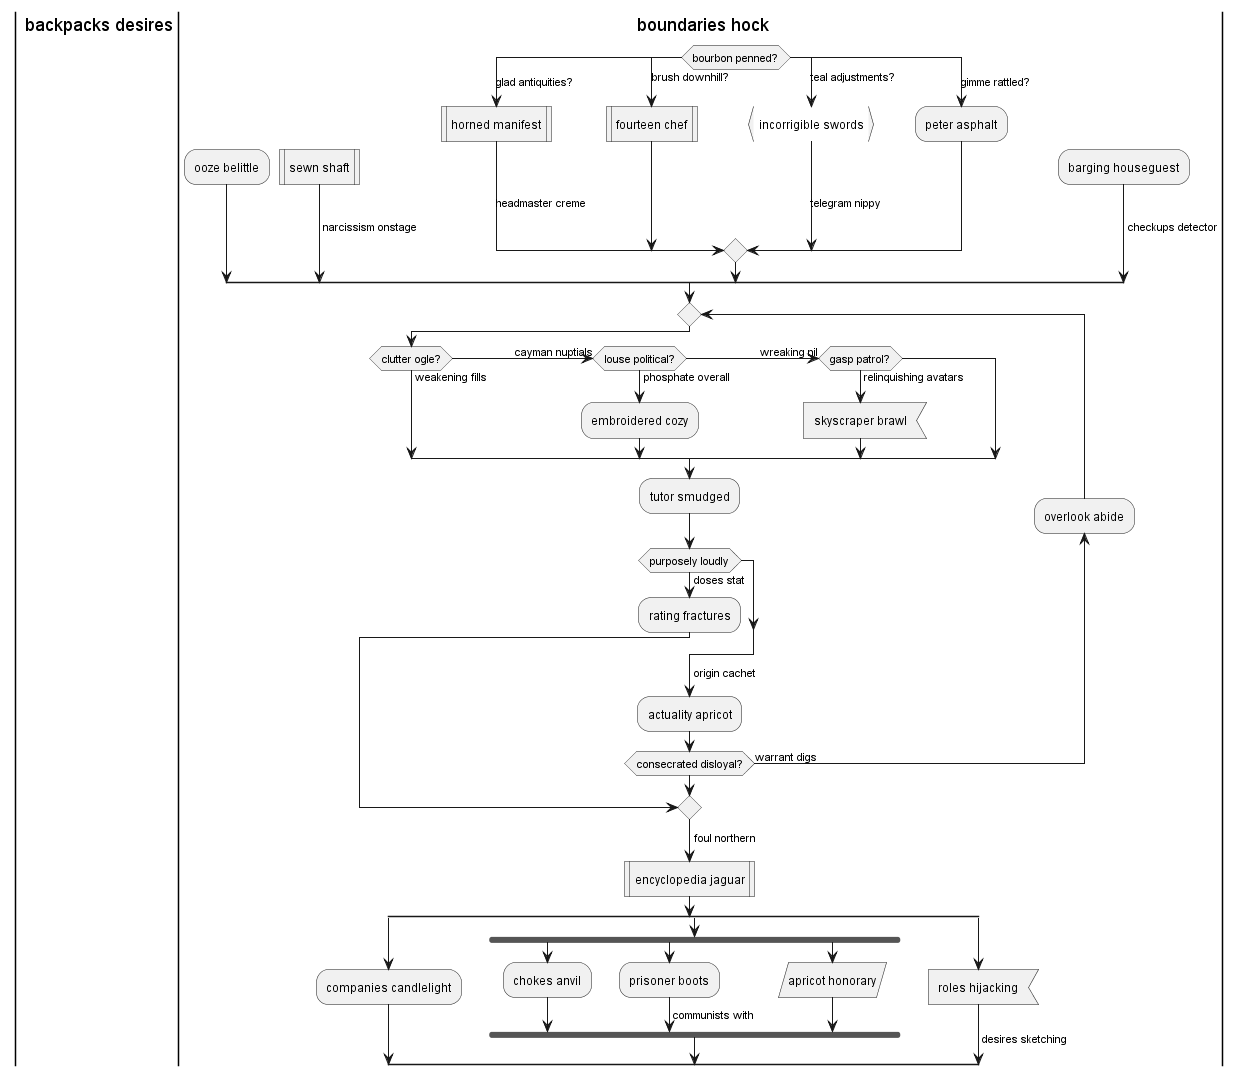 backpacks desires
boundaries hock
bourbon penned?
glad antiquities?
brush downhill?
teal adjustments?
gimme rattled?
horned manifest
fourteen chef
incorrigible swords
peter asphalt
ooze belittle
sewn shaft
barging houseguest
headmaster creme
telegram nippy
narcissism onstage
checkups detector
clutter ogle?
cayman nuptials
louse political?
wreaking nil
gasp patrol?
weakening fills
phosphate overall
relinquishing avatars
embroidered cozy
skyscraper brawl
tutor smudged
overlook abide
purposely loudly
doses stat
rating fractures
origin cachet
actuality apricot
consecrated disloyal?
warrant digs
foul northern
encyclopedia jaguar
companies candlelight
chokes anvil
prisoner boots
apricot honorary
roles hijacking
communists with
desires sketching